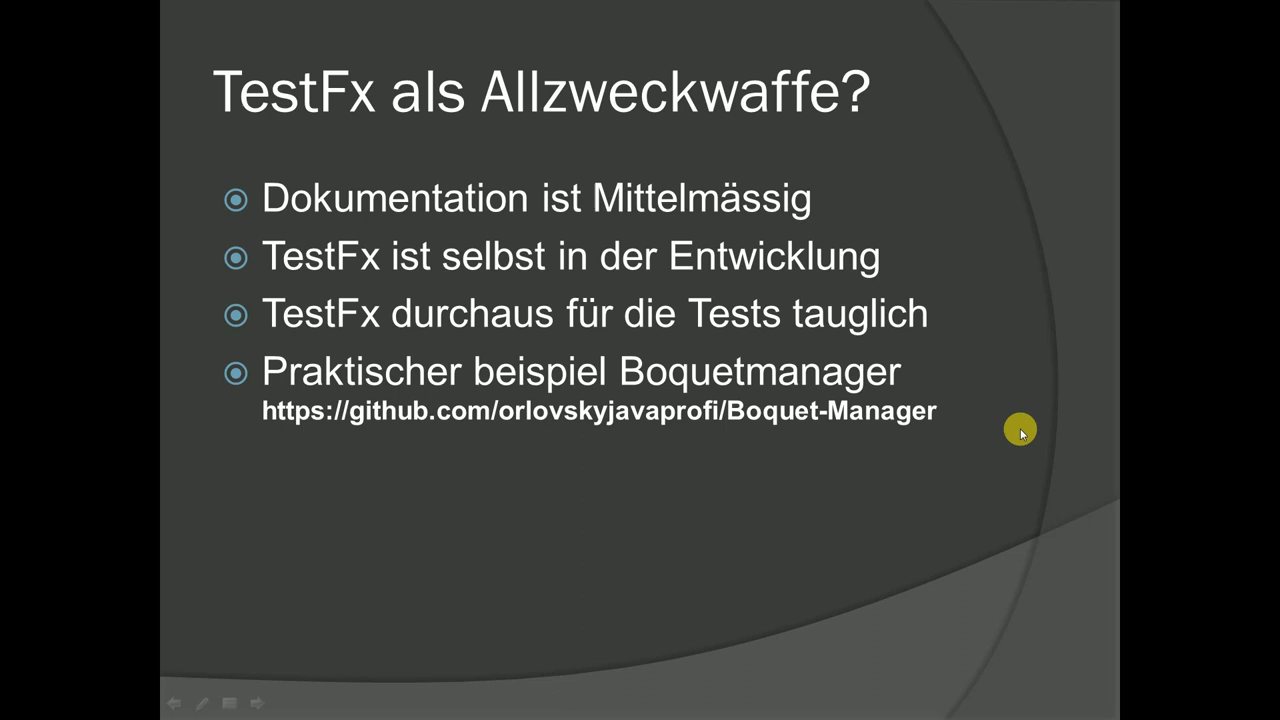 TestFx als Allzweckwaffe?
Dokumentation ist Mittelmässig
TestFx ist selbst in der Entwicklung
TestFx durchaus für die Tests tauglich
Praktischer beispiel Boquetmanager
https://github.com/orlovskyjavaprofi/Boquet-Manager